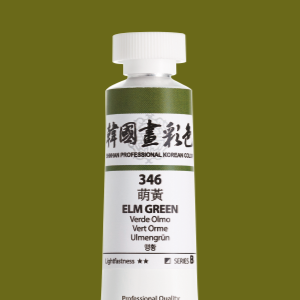 韓國畫彩色
SHINHAN PROFESSIONAL KOREAN COLOR
346
萌黃
ELM GREEN
Verde Olmo
Vert Orme
Ulmengrün
맹황
Lightfastness ★★ SERIES B
Professional Quality